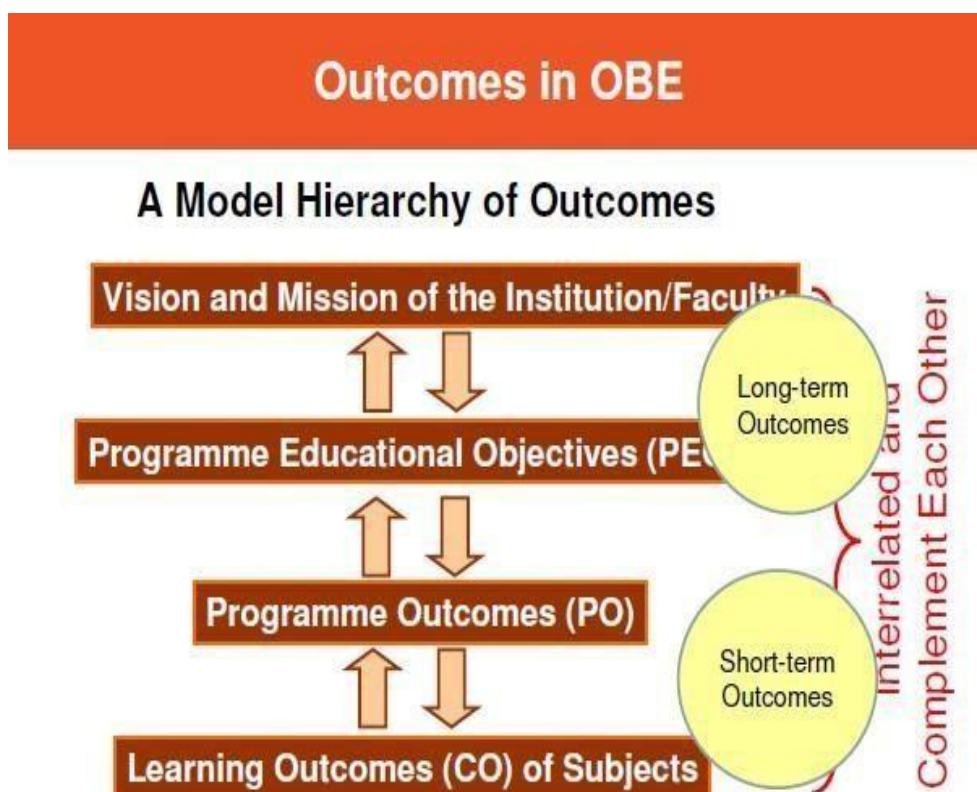 Outcomes in OBE
A Model Hierarchy of Outcomes
Vision and Mission of the Institution/Faculty
Long-term
Outcomes
Programme Educational Objectives (PEO
Programme Outcomes (PO)
Short-term
Outcomes
Learning Outcomes (CO) of Subjects
Interrelated and
Complement Each Other